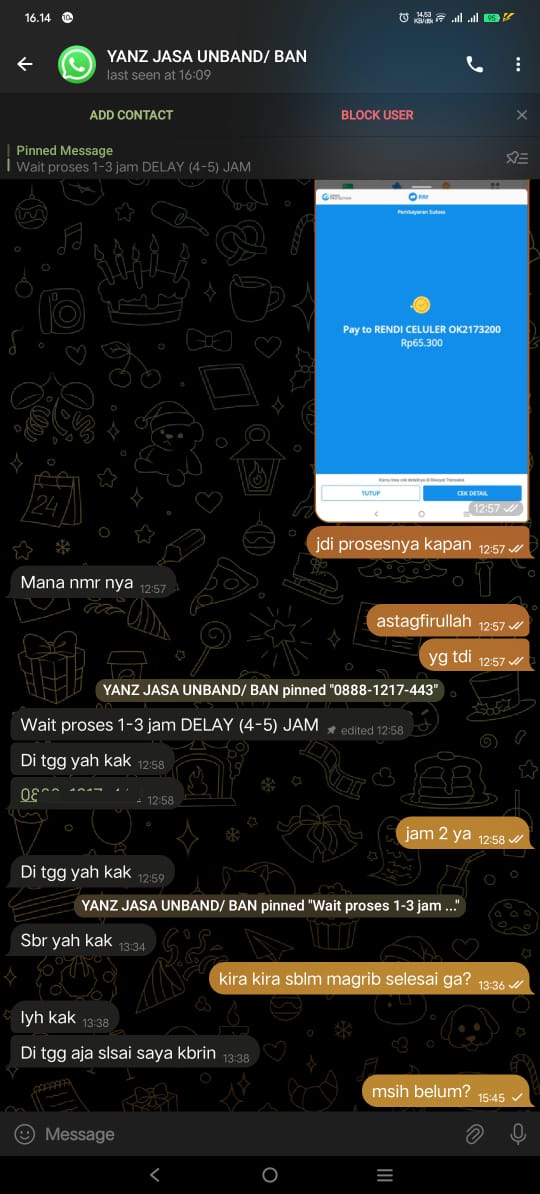 16.14
14,53
KB/dtk
95
YANZ JASA UNBAND/ BAN
last seen at 16:09
ADD CONTACT
BLOCK USER
Pinned Message
Wait proses 1-3 jam DELAY (4-5) JAM
PAY
Pembayaran Sukses
Pay to RENDI CELULER OK2173200
Rp65.300
TUTUP
CEK DETAIL
12:57
jdi prosesnya kapan 12:57
Mana nmr nya 12:57
24
astagfirullah 12:57
yg tdi 12:57
YANZ JASA UNBAND/ BAN pinned "0888-1217-443"
Wait proses 1-3 jam DELAY (4-5) JAM edited 12:58
Di tgg yah kak 12:58
12:58
jam 2 ya 12:58
Di tgg yah kak 12:59
YANZ JASA UNBAND/ BAN pinned "Wait proses 1-3 jam ..."
Sbr yah kak 13:34
kira kira sblm magrib selesai ga? 13:36
Iyh kak 13:38
Di tgg aja slsai saya kbrin 13:38
msih belum? 15:45
Message